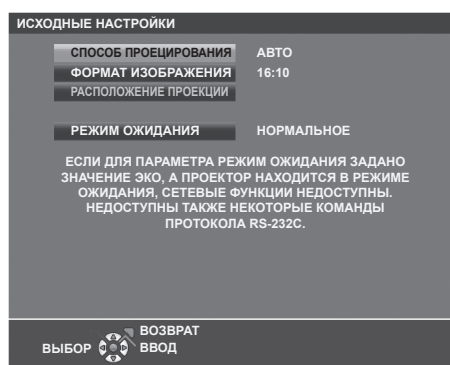 ИСХОДНЫЕ НАСТРОЙКИ
СПОСОБ ПРОЕЦИРОВАНИЯ АВТО
ФОРМАТ ИЗОБРАЖЕНИЯ 16:10
РАСПОЛОЖЕНИЕ ПРОЕКЦИИ
РЕЖИМ ОЖИДАНИЯ НОРМАЛЬНОЕ
ЕСЛИ ДЛЯ ПАРАМЕТРА РЕЖИМ ОЖИДАНИЯ ЗАДАНО
ЗНАЧЕНИЕ ЭКО, А ПРОЕКТОР НАХОДИТСЯ В РЕЖИМЕ
ОЖИДАНИЯ, СЕТЕВЫЕ ФУНКЦИИ НЕДОСТУПНЫ.
НЕДОСТУПНЫ ТАКЖЕ НЕКОТОРЫЕ КОМАНДЫ
ПРОТОКОЛА RS-232C.
ВОЗВРАТ
ВЫБОР ВВОД